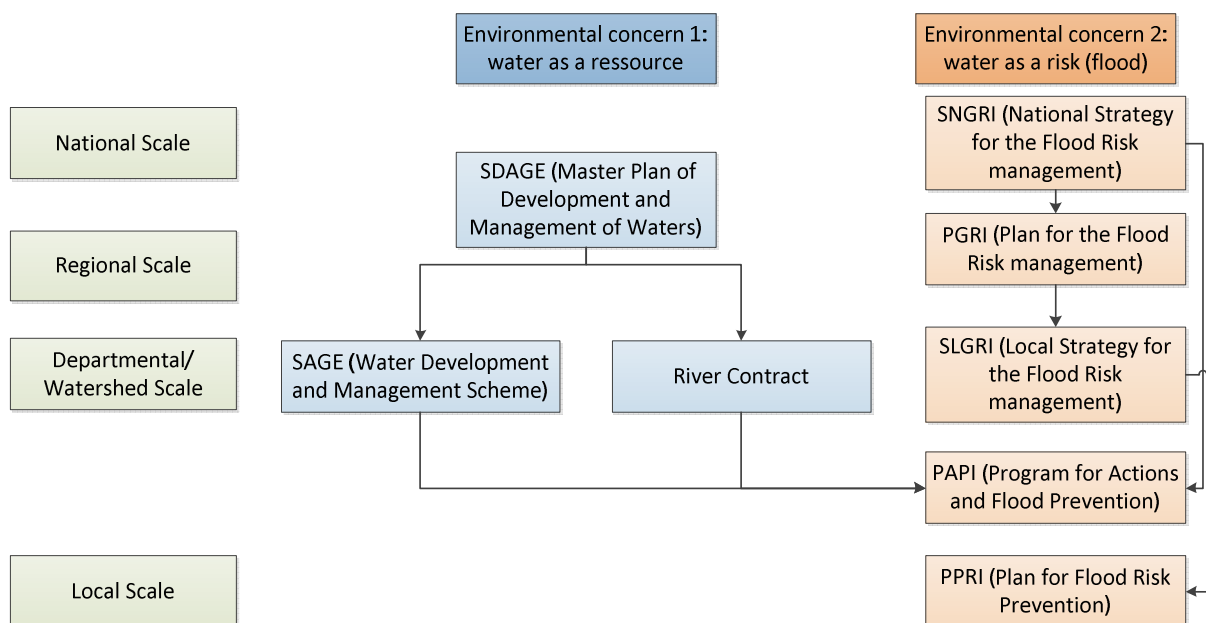 Environmental concern 1:
water as a ressource
Environmental concern 2:
water as a risk (flood)
National Scale
SDAGE (Master Plan of
Development and
Management of Waters)
SNGRI (National Strategy
for the Flood Risk
management)
Regional Scale
PGRI (Plan for the Flood
Risk management)
Departmental/
Watershed Scale
SAGE (Water Development
and Management Scheme)
River Contract
SLGRI (Local Strategy for
the Flood Risk
management)
PAPI (Program for Actions
and Flood Prevention)
Local Scale
PPRI (Plan for Flood Risk
Prevention)